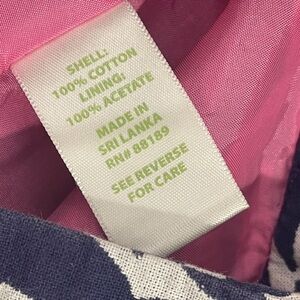 SHELL:
100% COTTON
LINING:
100% ACETATE
MADE IN
SRI LANKA
RN# 88189
SEE REVERSE
FOR CARE